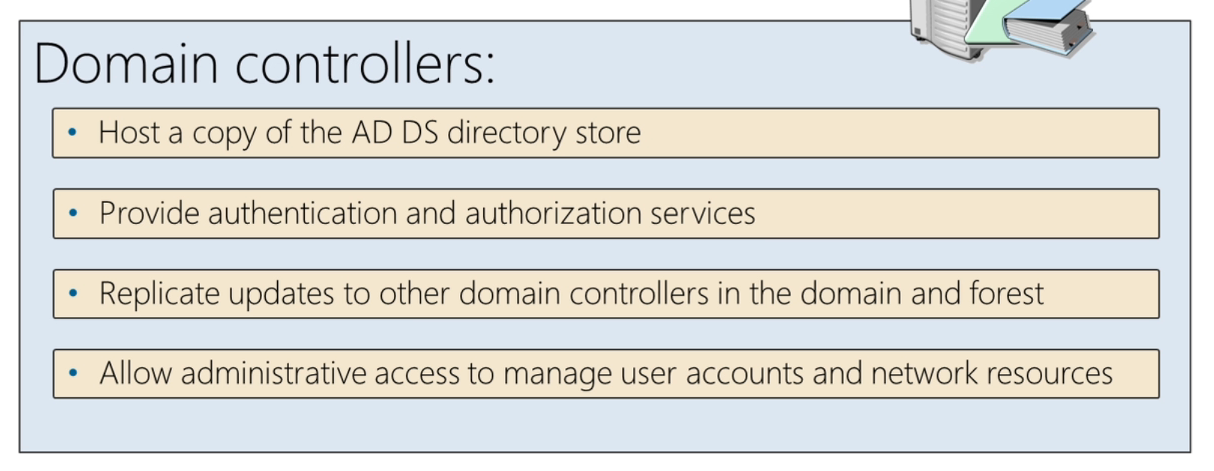 Domain controllers:
• Host a copy of the AD DS directory store
• Provide authentication and authorization services
• Replicate updates to other domain controllers in the domain and forest
• Allow administrative access to manage user accounts and network resources